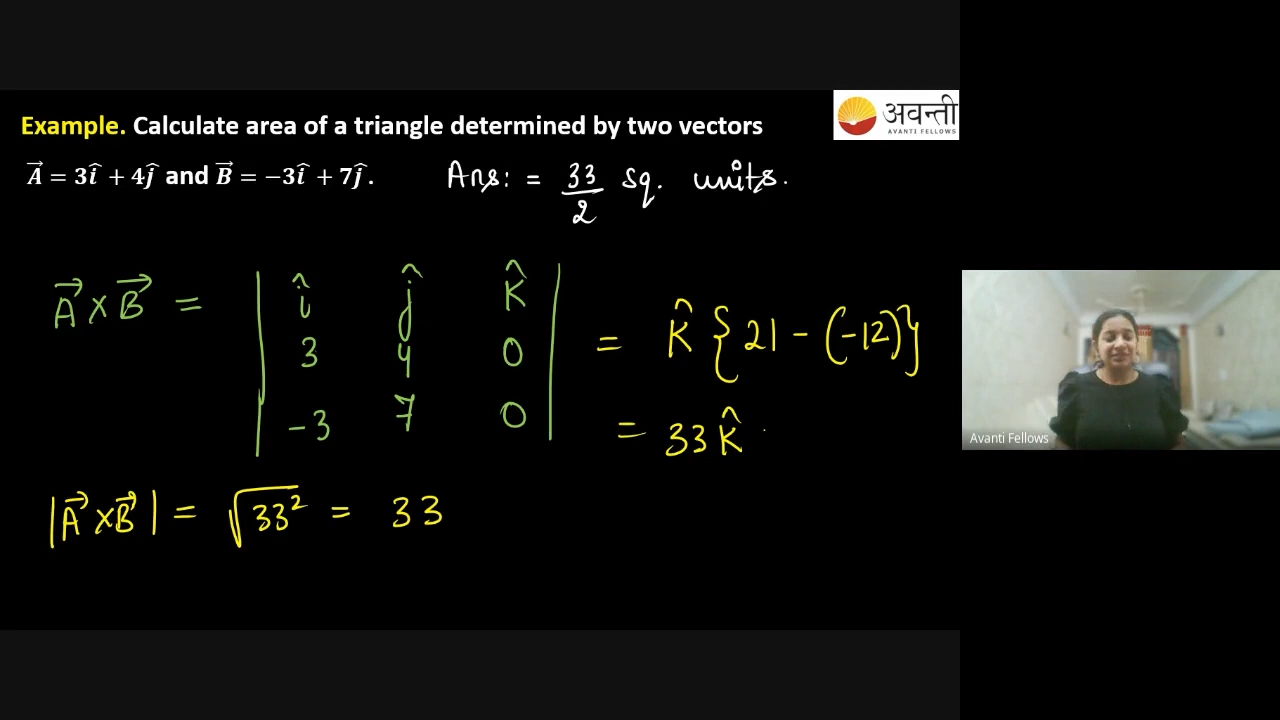 Example. Calculate area of a triangle determined by two vectors
अवन्ती
AVANTI FELLOWS
A⃗ = 3î + 4ĵ and B⃗ = −3î + 7ĵ.
Ans: = 33/2 sq. units.
A⃗ × B⃗ = | î ĵ K̂ |
| 3 4 0 |
| -3 7 0 |
= K̂ {21 - (-12)}
= 33K̂
|A⃗ × B⃗| = √33² = 33
Avanti Fellows